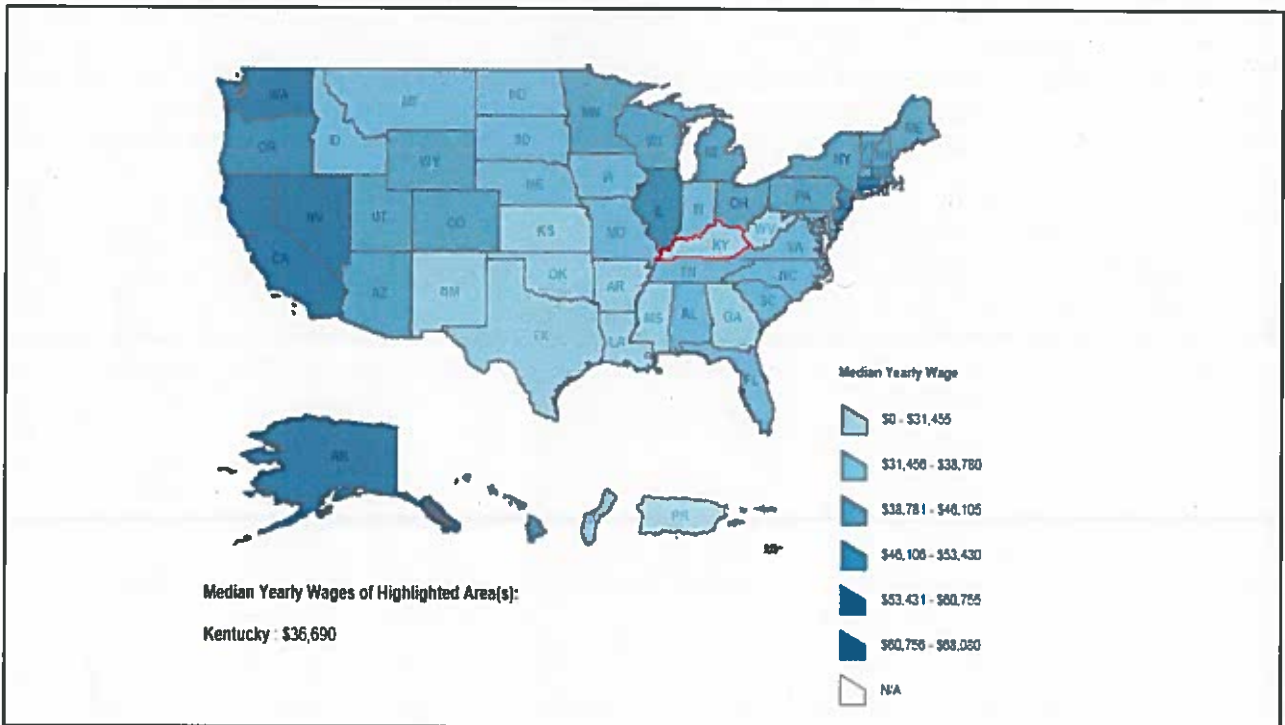 WA
MT
ND
MN
OR
ID
SD
WI
MI
NY
VT
NH
ME
WY
NE
IA
IL
IN
OH
PA
NV
UT
CO
KS
MO
KY
WV
VA
CA
AZ
NM
OK
AR
TN
NC
SC
TX
LA
MS
AL
GA
FL
AK
PR
Median Yearly Wage
$0 - $31,455
$31,456 - $38,780
$38,781 - $46,105
$46,106 - $53,430
$53,431 - $60,755
$60,756 - $68,080
N/A
Median Yearly Wages of Highlighted Area(s):
Kentucky : $36,690